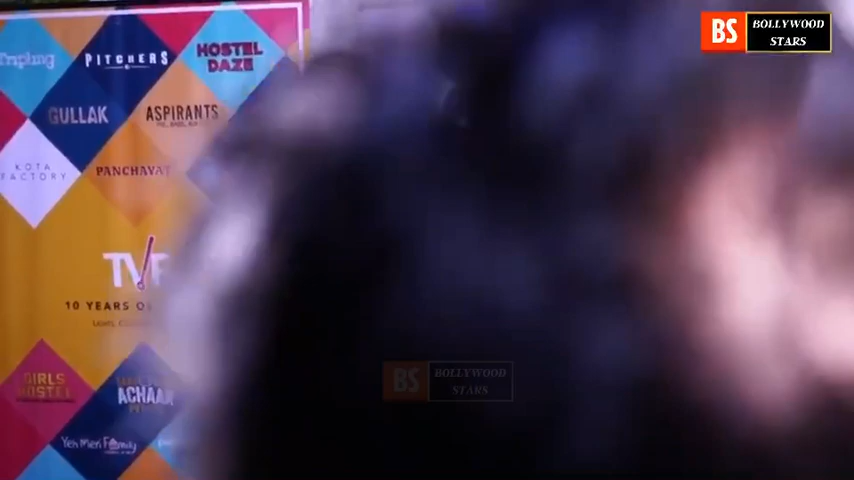 BS BOLLYWOOD
STARS
Tripling
PITCHERS
HOSTEL
DAZE
GULLAK
ASPIRANTS
KOTA
FACTORY
PANCHAYAT
TVF
10 YEARS O
GIRLS
HOSTEL
ACHAAR
Yeh Meri Family
BS BOLLYWOOD
STARS